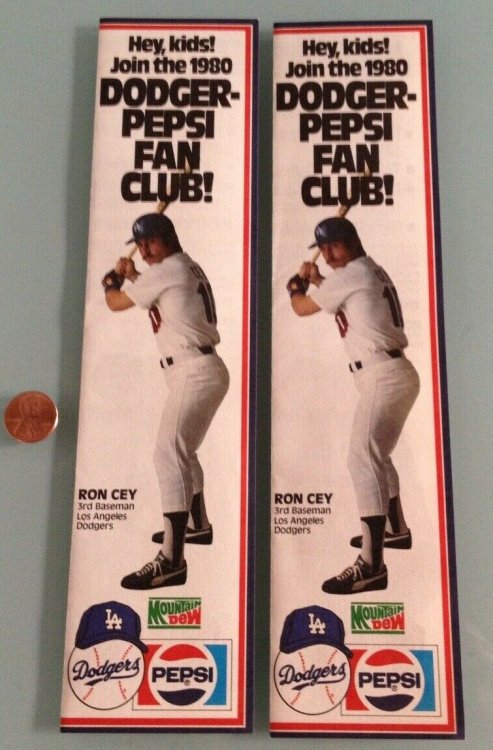 Hey, kids!
Join the 1980
DODGER-
PEPSI
FAN
CLUB!
LA
RON CEY
3rd Baseman
Los Angeles
Dodgers
MOUNTAIN
DEW
LA
Dodgers
PEPSI
Hey, kids!
Join the 1980
DODGER-
PEPSI
FAN
CLUB!
LA
RON CEY
3rd Baseman
Los Angeles
Dodgers
MOUNTAIN
DEW
LA
Dodgers
PEPSI